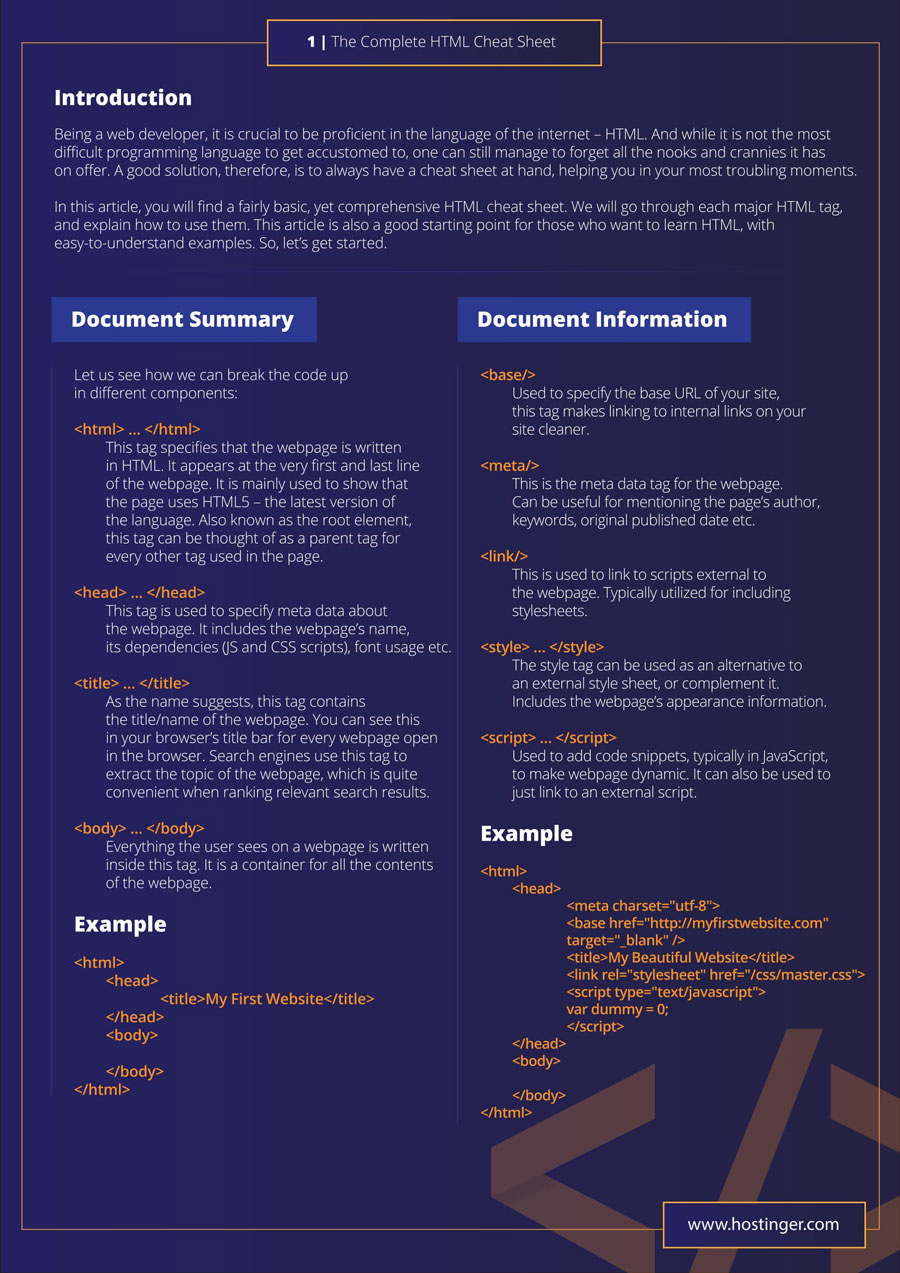 1 | The Complete HTML Cheat Sheet
Introduction
Being a web developer, it is crucial to be proficient in the language of the internet – HTML. And while it is not the most
difficult programming language to get accustomed to, one can still manage to forget all the nooks and crannies it has
on offer. A good solution, therefore, is to always have a cheat sheet at hand, helping you in your most troubling moments.
In this article, you will find a fairly basic, yet comprehensive HTML cheat sheet. We will go through each major HTML tag,
and explain how to use them. This article is also a good starting point for those who want to learn HTML, with
easy-to-understand examples. So, let’s get started.
Document Summary
Let us see how we can break the code up
in different components:
<html> ... </html>
This tag specifies that the webpage is written
in HTML. It appears at the very first and last line
of the webpage. It is mainly used to show that
the page uses HTML5 – the latest version of
the language. Also known as the root element,
this tag can be thought of as a parent tag for
every other tag used in the page.
<head> ... </head>
This tag is used to specify meta data about
the webpage. It includes the webpage’s name,
its dependencies (JS and CSS scripts), font usage etc.
<title> ... </title>
As the name suggests, this tag contains
the title/name of the webpage. You can see this
in your browser’s title bar for every webpage open
in the browser. Search engines use this tag to
extract the topic of the webpage, which is quite
convenient when ranking relevant search results.
<body> ... </body>
Everything the user sees on a webpage is written
inside this tag. It is a container for all the contents
of the webpage.
Example
<html>
<head>
<title>My First Website</title>
</head>
<body>
</body>
</html>
Document Information
<base/>
Used to specify the base URL of your site,
this tag makes linking to internal links on your
site cleaner.
<meta/>
This is the meta data tag for the webpage.
Can be useful for mentioning the page’s author,
keywords, original published date etc.
<link/>
This is used to link to scripts external to
the webpage. Typically utilized for including
stylesheets.
<style> ... </style>
The style tag can be used as an alternative to
an external style sheet, or complement it.
Includes the webpage’s appearance information.
<script> ... </script>
Used to add code snippets, typically in JavaScript,
to make webpage dynamic. It can also be used to
just link to an external script.
Example
<html>
<head>
<meta charset="utf-8">
<base href="http://myfirstwebsite.com"
target="_blank" />
<title>My Beautiful Website</title>
<link rel="stylesheet" href="/css/master.css">
<script type="text/javascript">
var dummy = 0;
</script>
</head>
<body>
</body>
</html>
www.hostinger.com